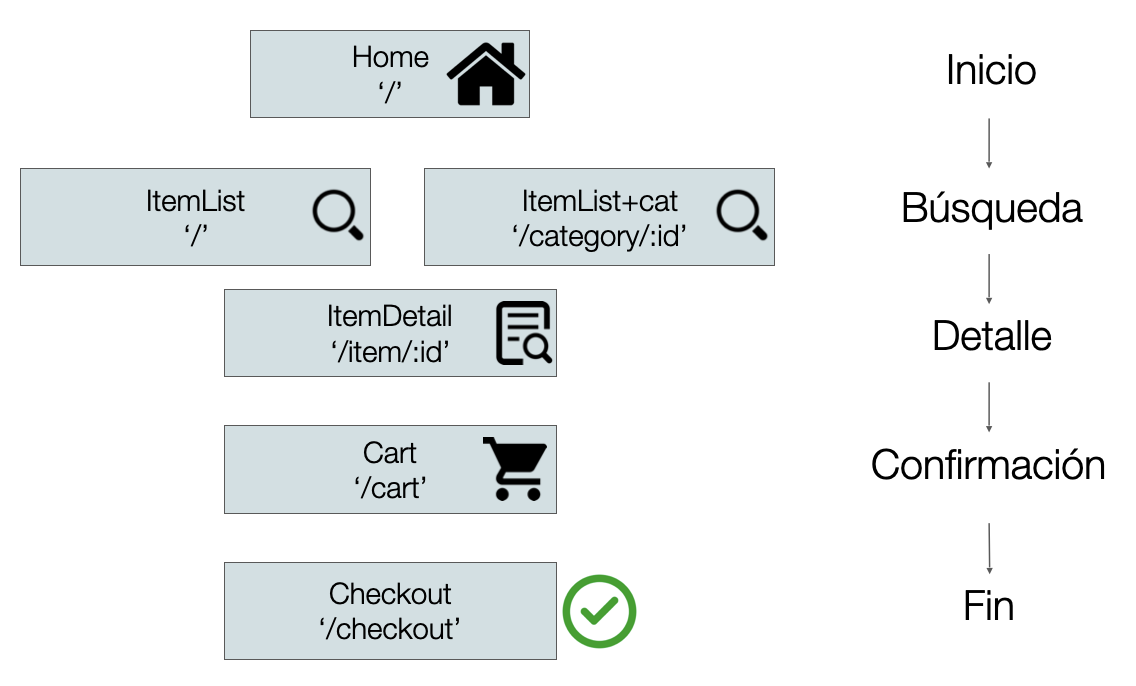 Home
‘/’
Inicio
ItemList
‘/’
ItemList+cat
‘/category/:id’
Búsqueda
ItemDetail
‘/item/:id’
Detalle
Cart
‘/cart’
Confirmación
Checkout
‘/checkout’
Fin